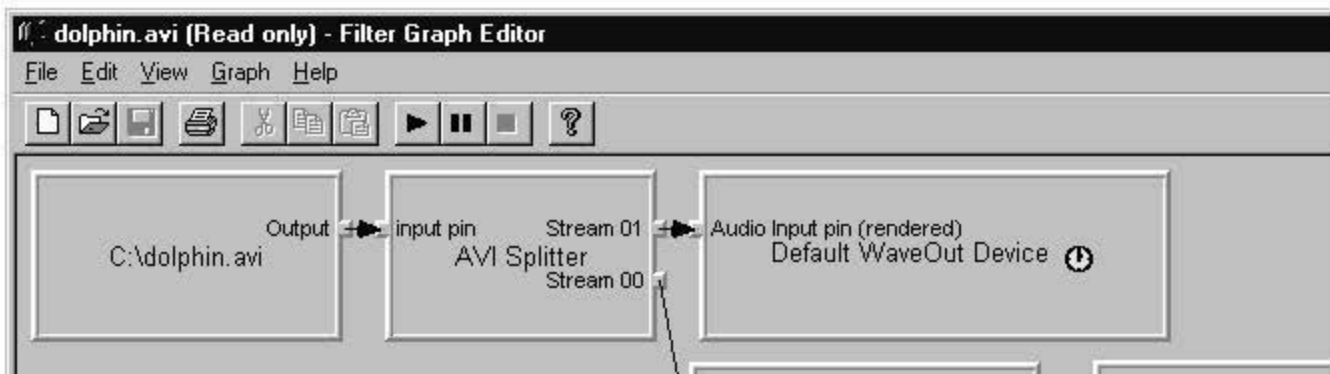 dolphin.avi (Read only) - Filter Graph Editor
File Edit View Graph Help
Output
C:\dolphin.avi
input pin
Stream 01
AVI Splitter
Stream 00
Audio Input pin (rendered)
Default WaveOut Device